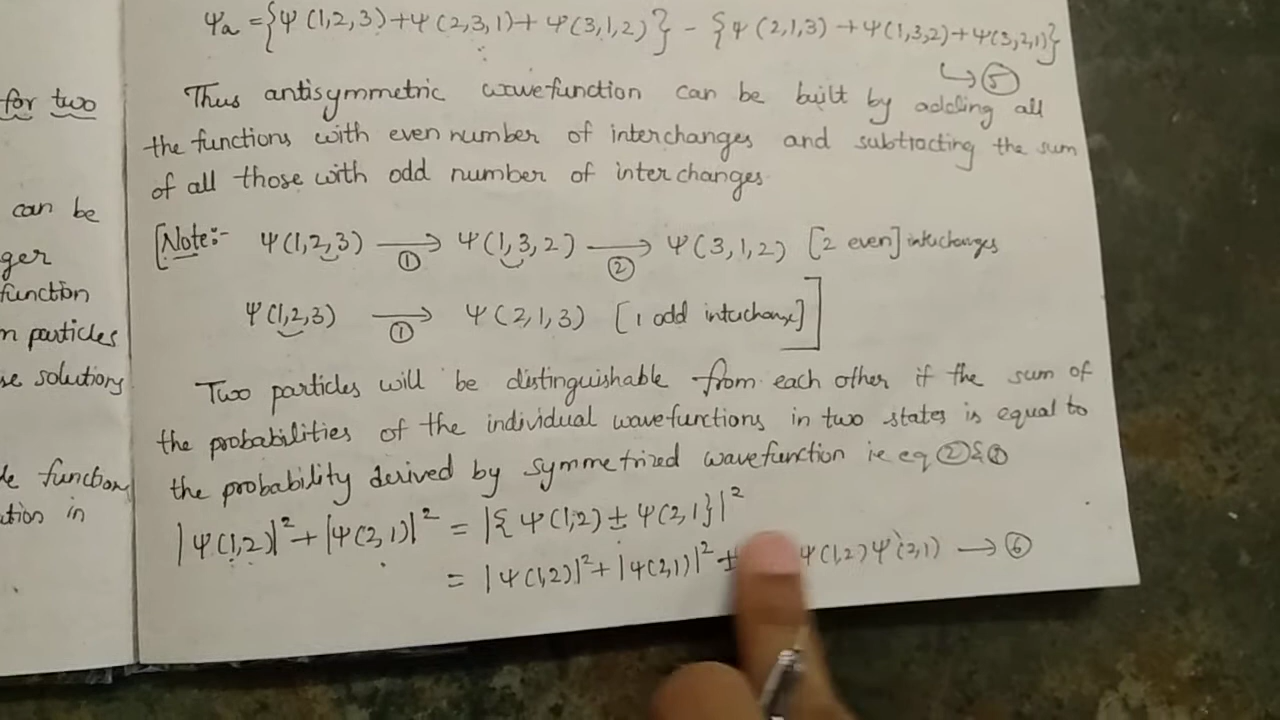 Ψa = {Ψ(1,2,3) + Ψ(2,3,1) + Ψ(3,1,2)} - {Ψ(2,1,3) + Ψ(1,3,2) + Ψ(3,2,1)}
↳ ⑤
for two
Thus antisymmetric wavefunction can be built by adding all
the functions with even number of interchanges and subtracting the sum
of all those with odd number of interchanges
can be
[Note:- Ψ(1,2,3) ⟶ ① Ψ(1,3,2) ⟶ ② Ψ(3,1,2) [2 even] interchanges
ger
function
Ψ(1,2,3) ⟶ ① Ψ(2,1,3) [1 odd interchange]]
n particles
se solutions
Two particles will be distinguishable from each other if the sum of
the probabilities of the individual wavefunctions in two states is equal to
the probability derived by symmetrized wavefunction ie eq ② &
function
tion in
|Ψ(1,2)|² + |Ψ(2,1)|² = |{Ψ(1,2) ± Ψ(2,1}|²
= |Ψ(1,2)|² + |Ψ(2,1)|² ± Ψ(1,2) Ψ(2,1) ⟶ ⑥